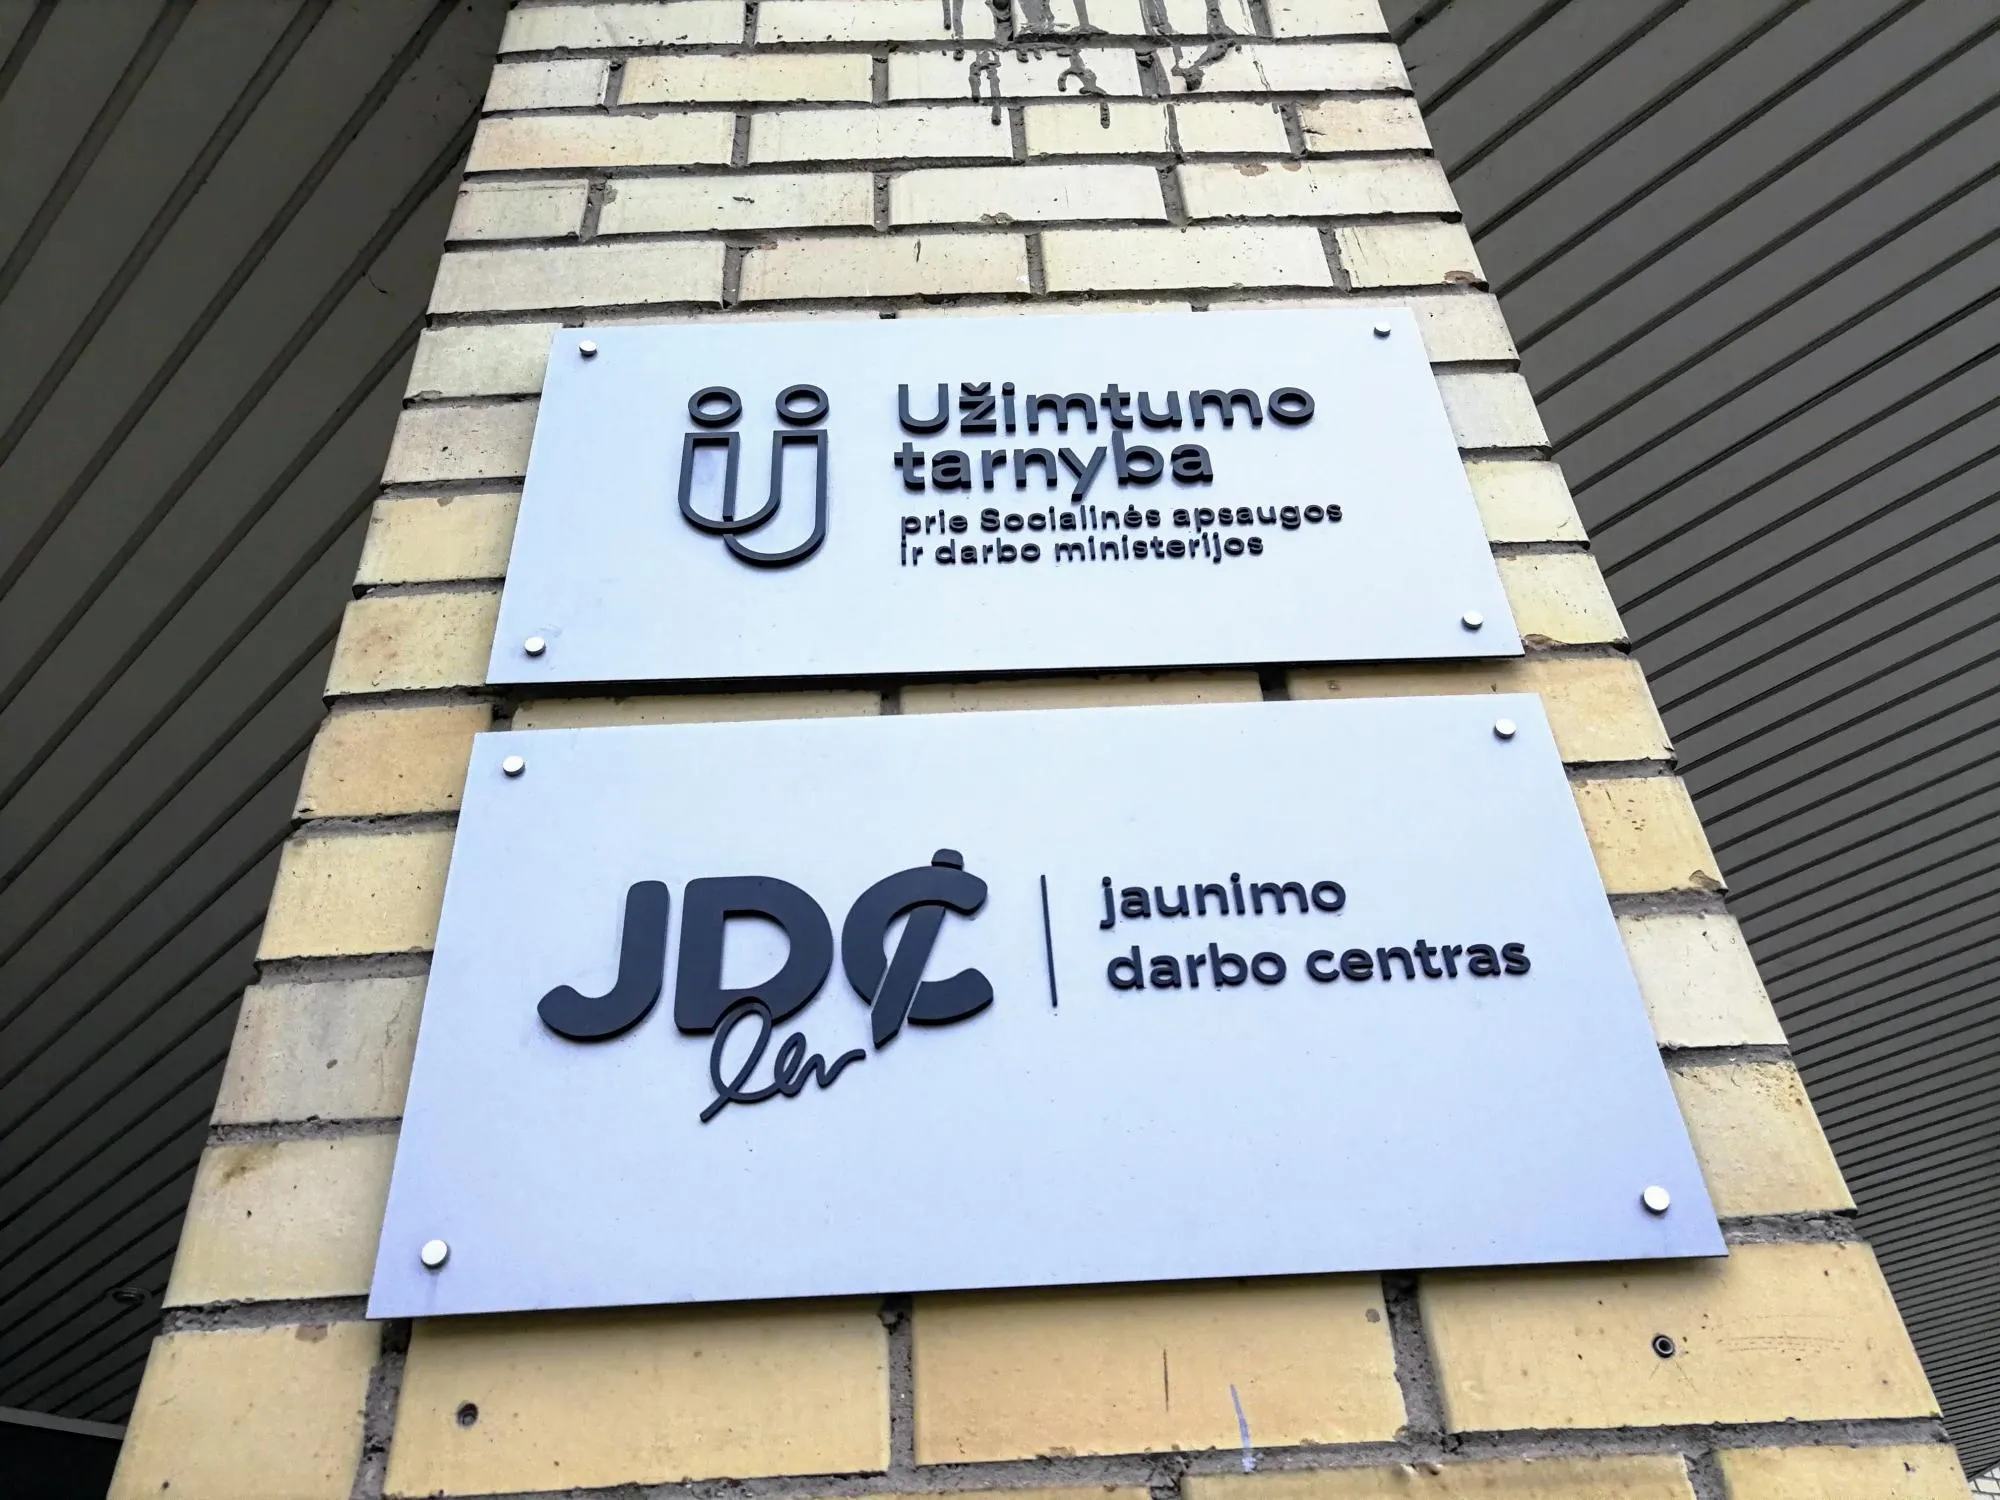 Užimtumo
tarnyba
prie Socialinės apsaugos
ir darbo ministerijos
JDC
jaunimo
darbo centras